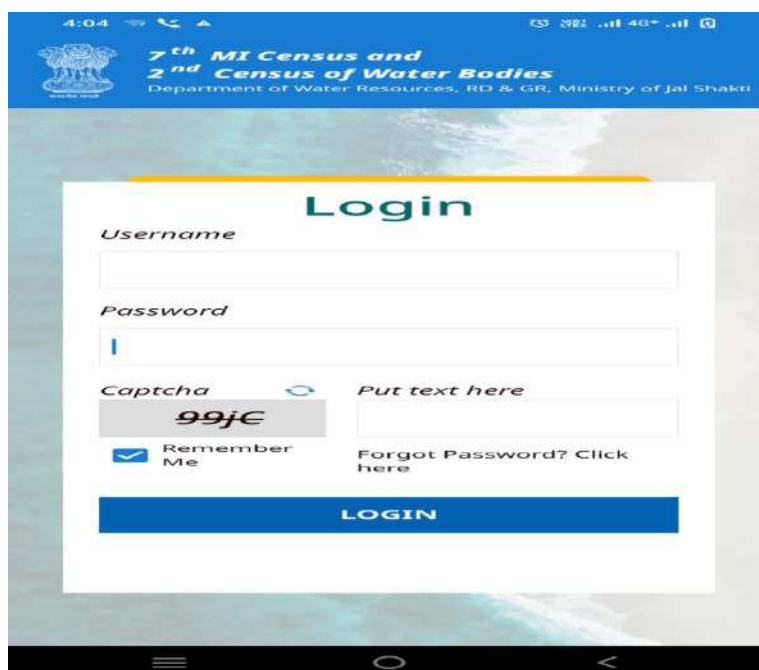 4:04
4G+
7th MI Census and
2nd Census of Water Bodies
Department of Water Resources, RD & GR, Ministry of Jal Shakti
Login
Username
Password
Captcha
Put text here
99jC
Remember
Me
Forgot Password? Click
here
LOGIN